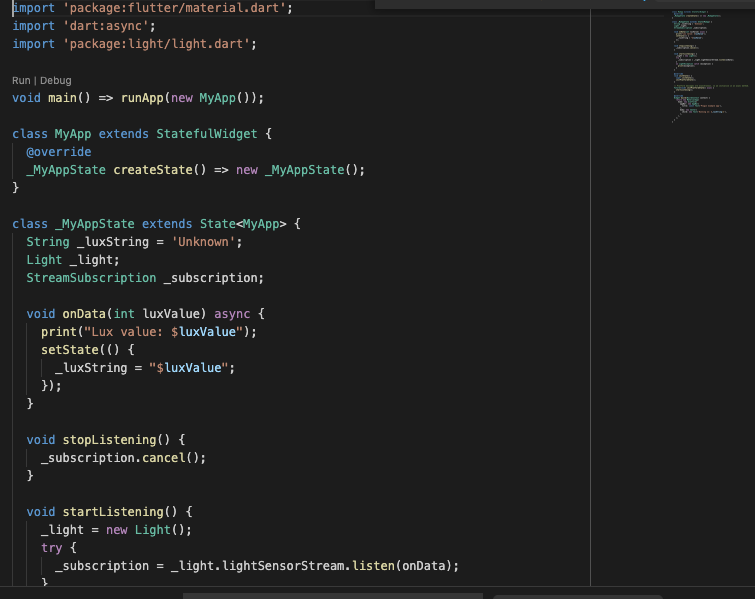 import 'package:flutter/material.dart';
import 'dart:async';
import 'package:light/light.dart';
Run | Debug
void main() => runApp(new MyApp());
class MyApp extends StatefulWidget {
@override
_MyAppState createState() => new _MyAppState();
}
class _MyAppState extends State<MyApp> {
String _luxString = 'Unknown';
Light _light;
StreamSubscription _subscription;
void onData(int luxValue) async {
print("Lux value: $luxValue");
setState(() {
_luxString = "$luxValue";
});
}
void stopListening() {
_subscription.cancel();
}
void startListening() {
_light = new Light();
try {
_subscription = _light.lightSensorStream.listen(onData);
}